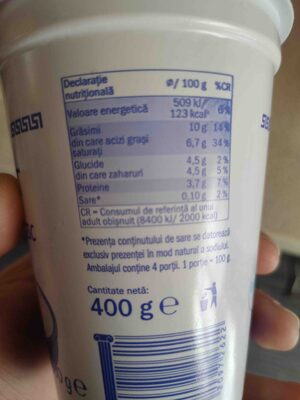 Declarație nutrițională ⌀/ 100 g %CR
Valoare energetică 509 kJ/ 123 kcal 6%
Grăsimi 10 g 14%
din care acizi grași saturați 6,7 g 34%
Glucide 4,5 g 2%
din care zaharuri 4,5 g 5%
Proteine 3,7 g 7%
Sare* 0,10 g 2%
CR = Consumul de referință al unui
adult obișnuit (8400 kJ/ 2000 kcal)
*Prezența conținutului de sare se datorează
exclusiv prezenței în mod natural a sodiului.
Ambalajul conține 4 porții. 1 porție = 100 g
Cantitate netă:
400 g e